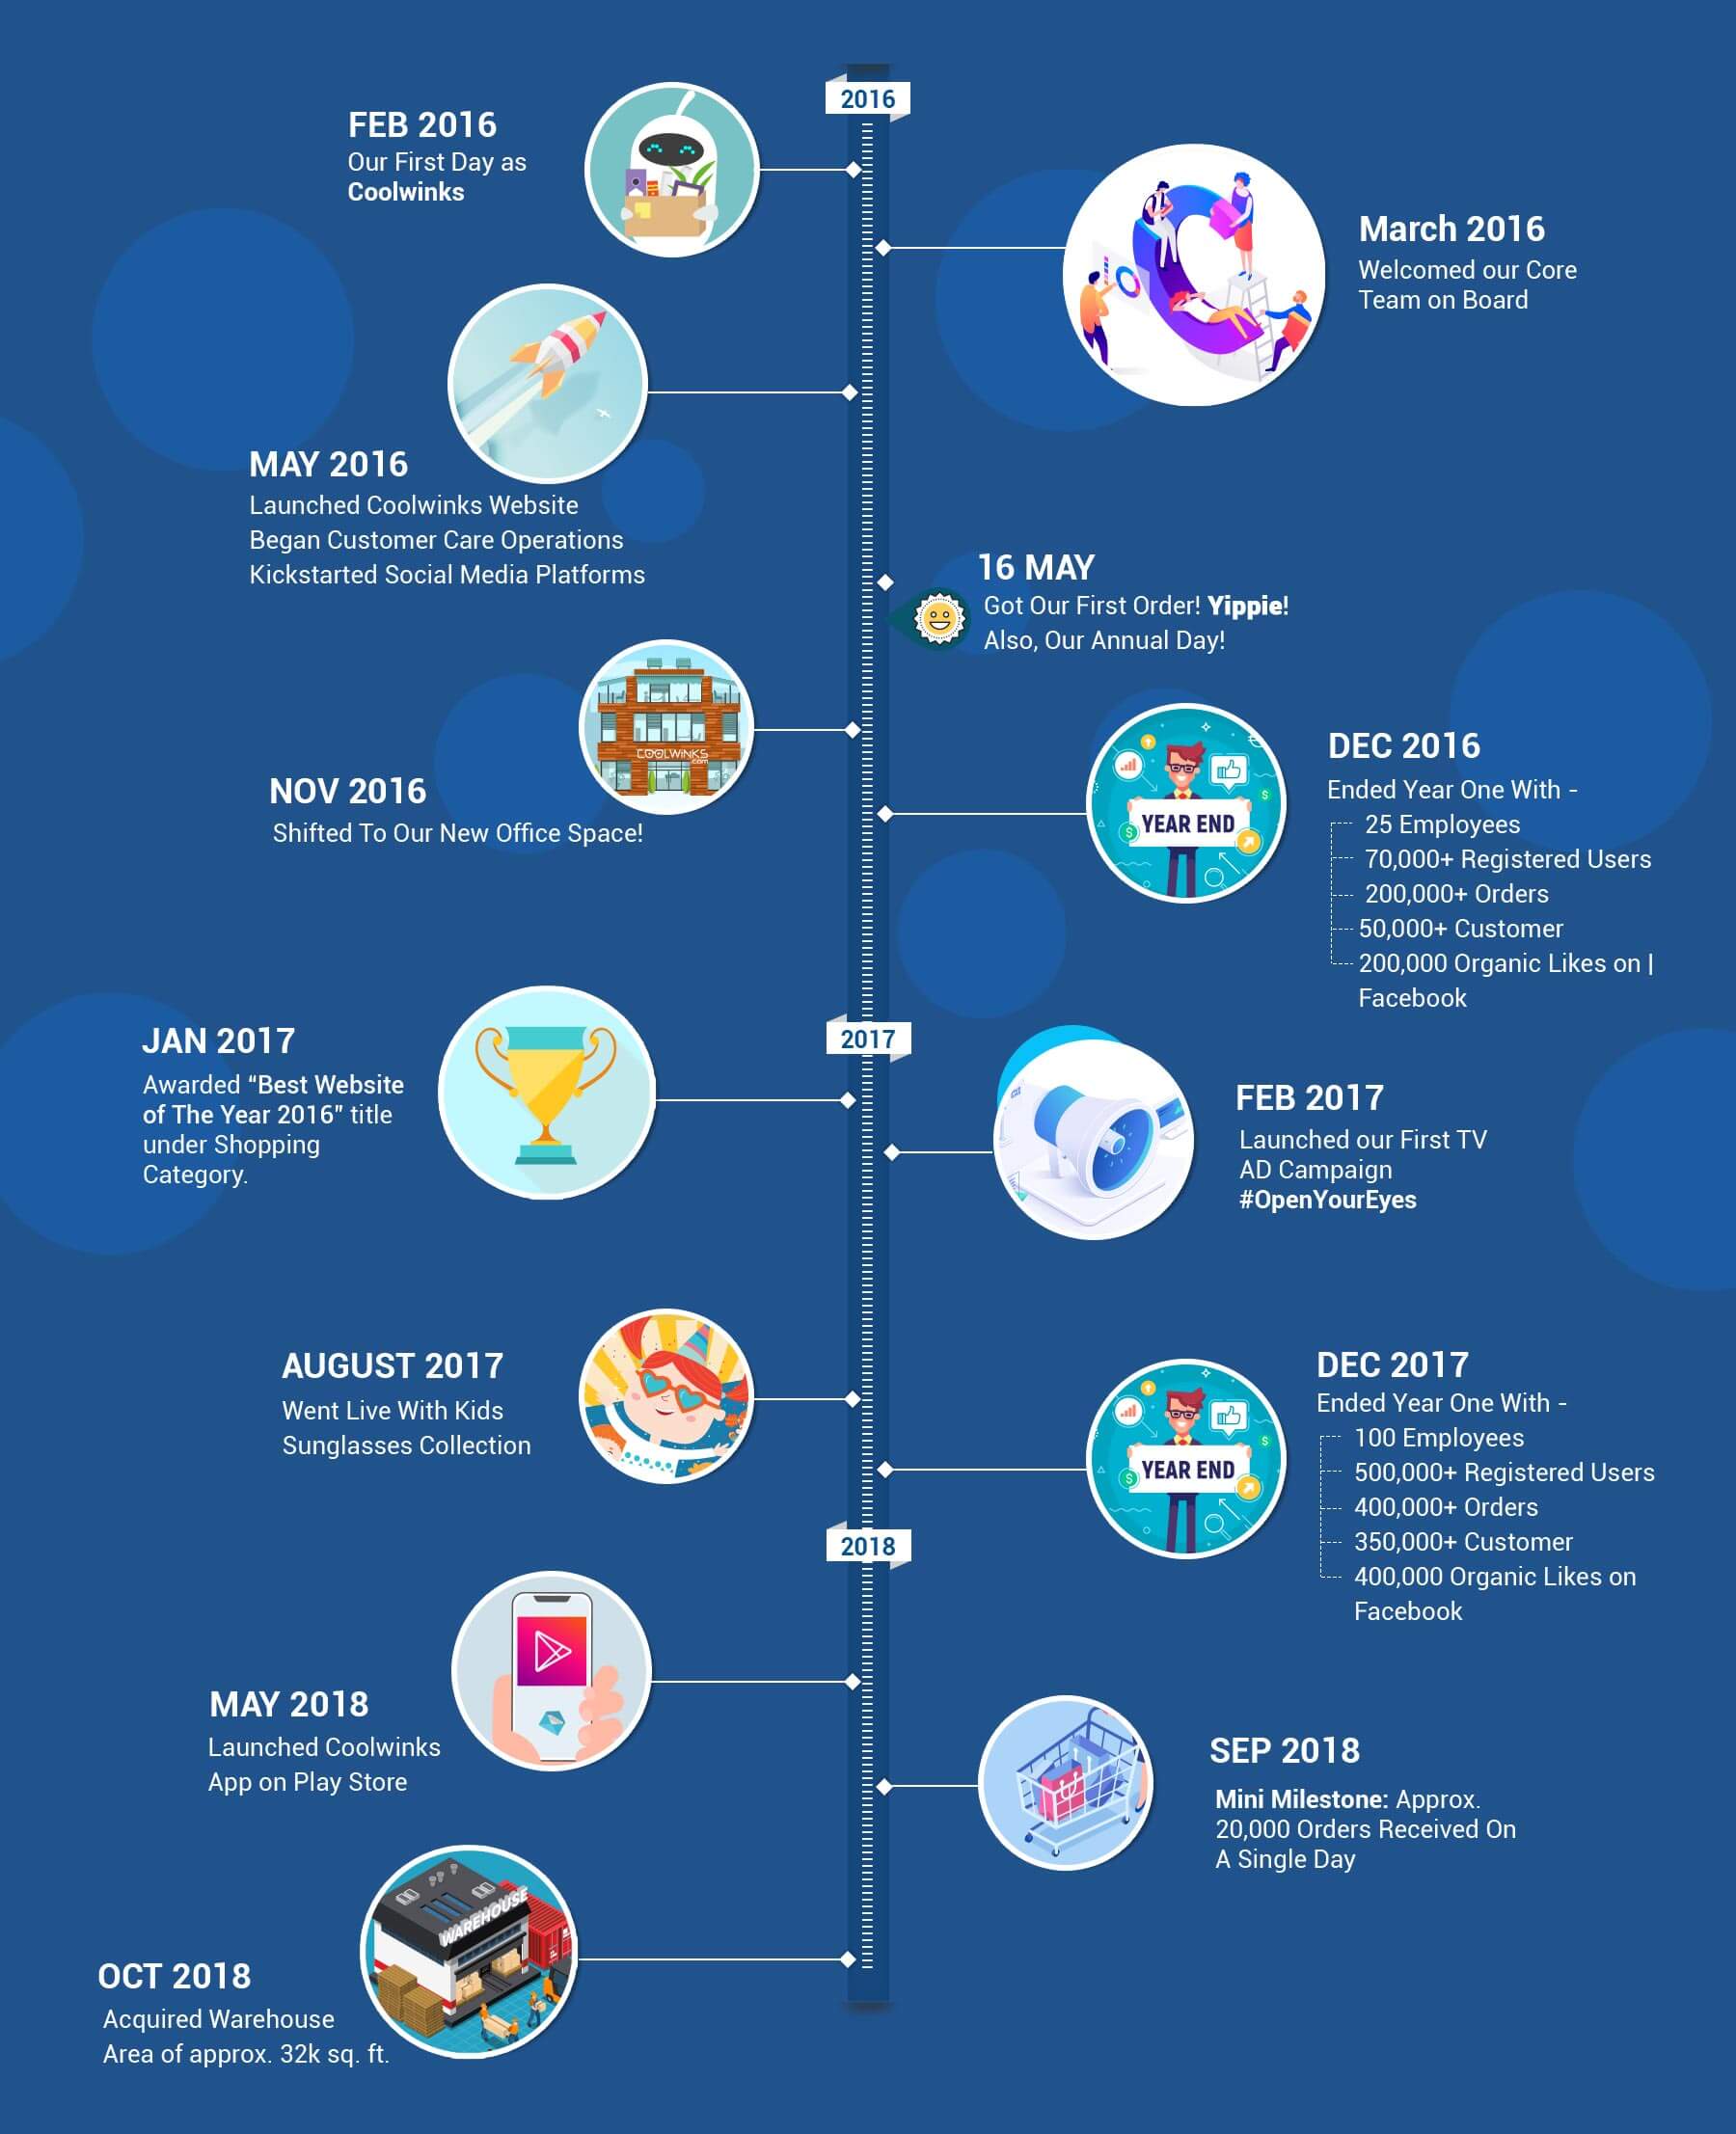 2016
FEB 2016
Our First Day as
Coolwinks
March 2016
Welcomed our Core
Team on Board
MAY 2016
Launched Coolwinks Website
Began Customer Care Operations
Kickstarted Social Media Platforms
16 MAY
Got Our First Order! Yippie!
Also, Our Annual Day!
COOLWINKS
.com
NOV 2016
Shifted To Our New Office Space!
YEAR END
DEC 2016
Ended Year One With -
25 Employees
70,000+ Registered Users
200,000+ Orders
50,000+ Customer
200,000 Organic Likes on |
Facebook
2017
JAN 2017
Awarded “Best Website
of The Year 2016” title
under Shopping
Category.
FEB 2017
Launched our First TV
AD Campaign
#OpenYourEyes
AUGUST 2017
Went Live With Kids
Sunglasses Collection
YEAR END
DEC 2017
Ended Year One With -
100 Employees
500,000+ Registered Users
400,000+ Orders
350,000+ Customer
400,000 Organic Likes on
Facebook
2018
MAY 2018
Launched Coolwinks
App on Play Store
SEP 2018
Mini Milestone: Approx.
20,000 Orders Received On
A Single Day
WAREHOUSE
OCT 2018
Acquired Warehouse
Area of approx. 32k sq. ft.